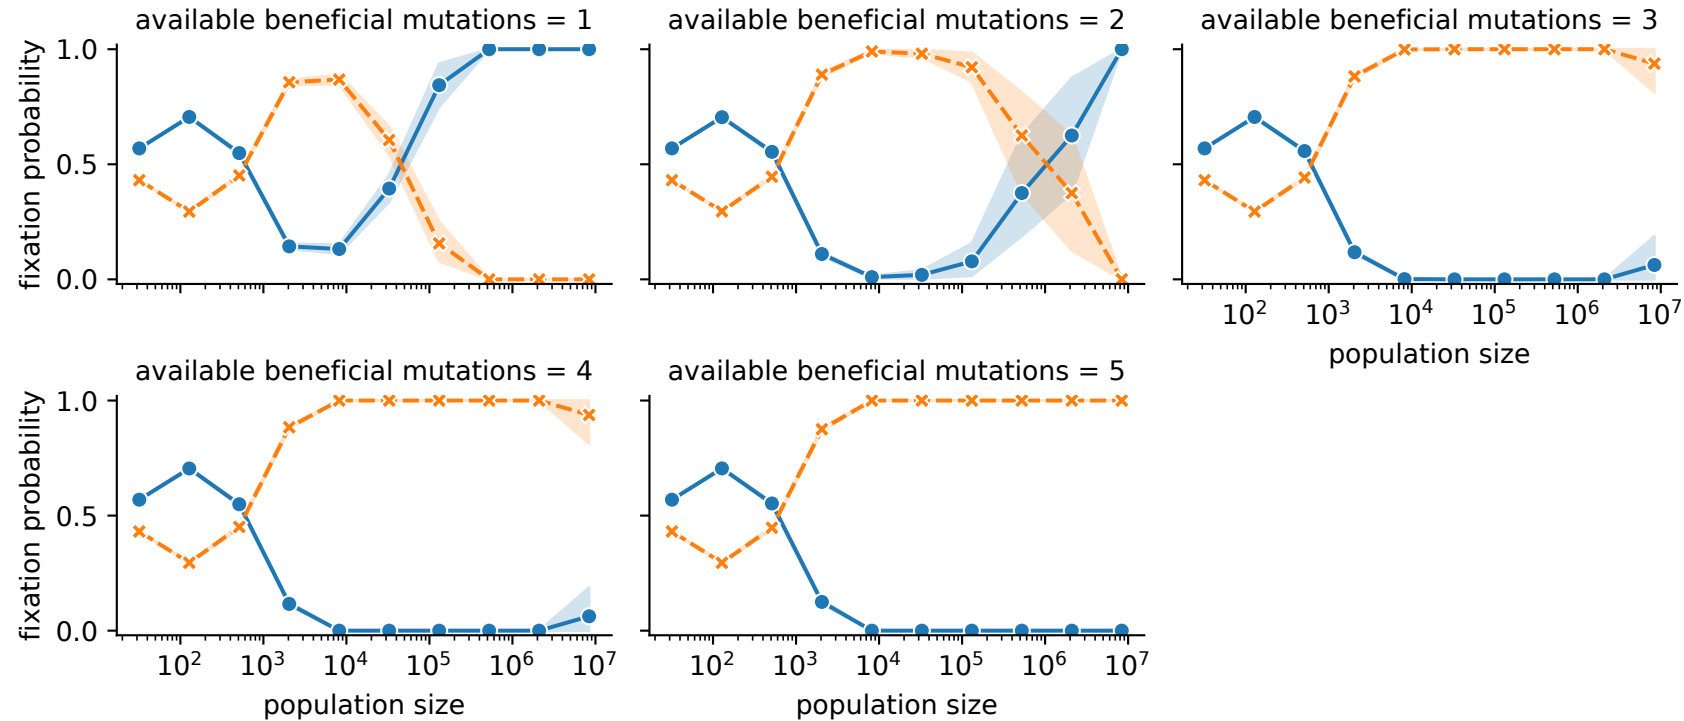 available beneficial mutations = 1
available beneficial mutations = 2
available beneficial mutations = 3
fixation probability
1.0
0.5
0.0
10² 10³ 10⁴ 10⁵ 10⁶ 10⁷
population size
available beneficial mutations = 4
available beneficial mutations = 5
fixation probability
1.0
0.5
0.0
10² 10³ 10⁴ 10⁵ 10⁶ 10⁷
population size
10² 10³ 10⁴ 10⁵ 10⁶ 10⁷
population size